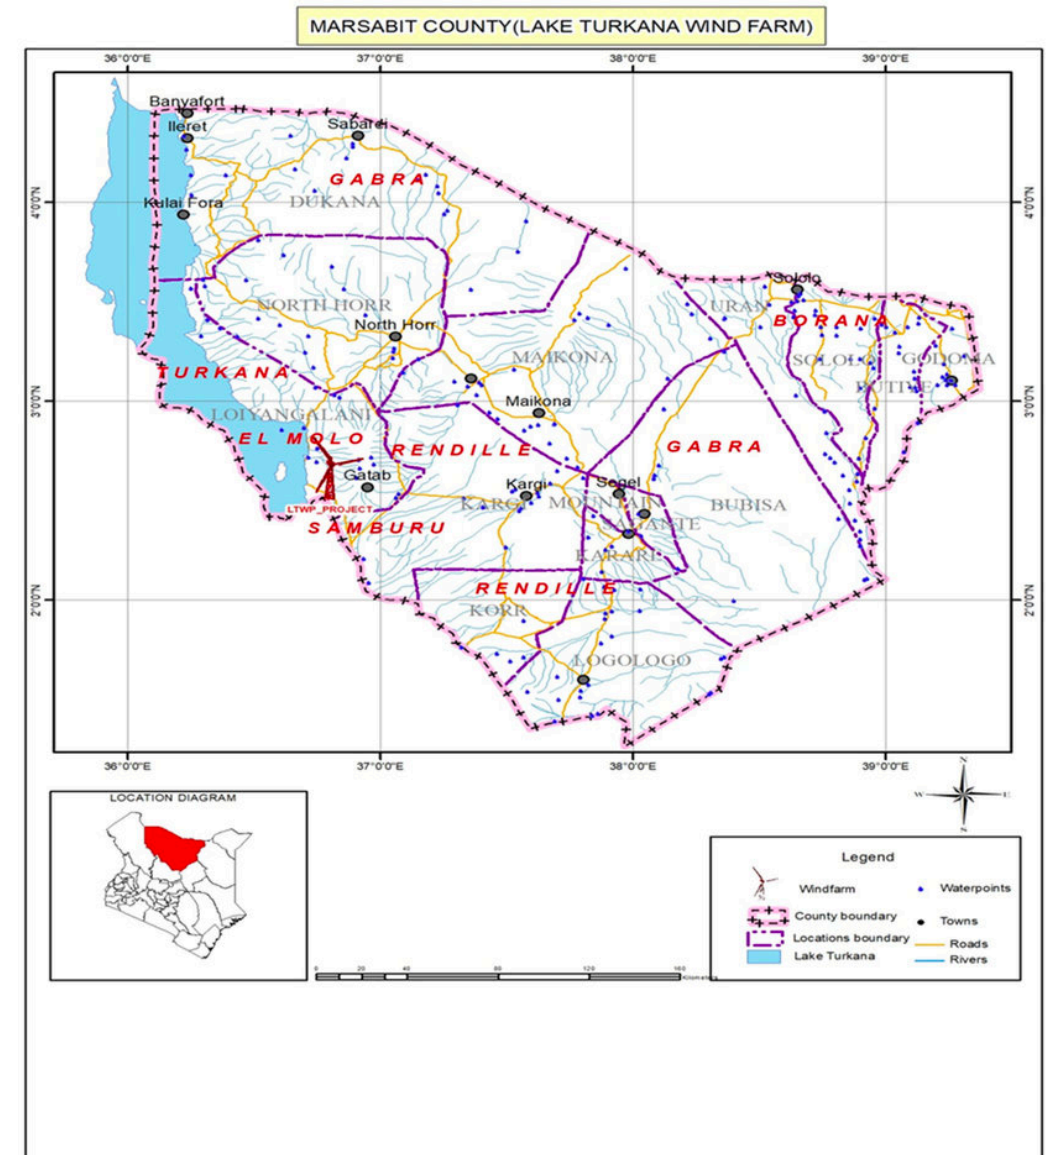 MARSABIT COUNTY(LAKE TURKANA WIND FARM)
36°0'0"E 37°0'0"E 38°0'0"E 39°0'0"E
Banyafort
Ileret
Sabarei
GABRA
DUKANA
4°0'0"N 4°0'0"N
Kulai Fora
Sololo
NORTH HORR
URAN
BORANA
North Horr
MAIKONA
SOLOLO
GODOMA
TURKANA
3°0'0"N 3°0'0"N
Maikona
LOIYANGALANI
EL MOLO
RENDILLE
GABRA
Gatab
Kargi
Segel
KARGI
MOUNTAIN
BUBISA
LTWP_PROJECT
SAMBURU
SAGANTE
KARARE
RENDILLE
2°0'0"N 2°0'0"N
KORR
LOGOLOGO
36°0'0"E 37°0'0"E 38°0'0"E 39°0'0"E
N
W E
S
LOCATION DIAGRAM
Legend
Windfarm
Waterpoints
County boundary
Towns
Locations boundary
Roads
Lake Turkana
Rivers
0 20 40 80 120 160
Kilometers